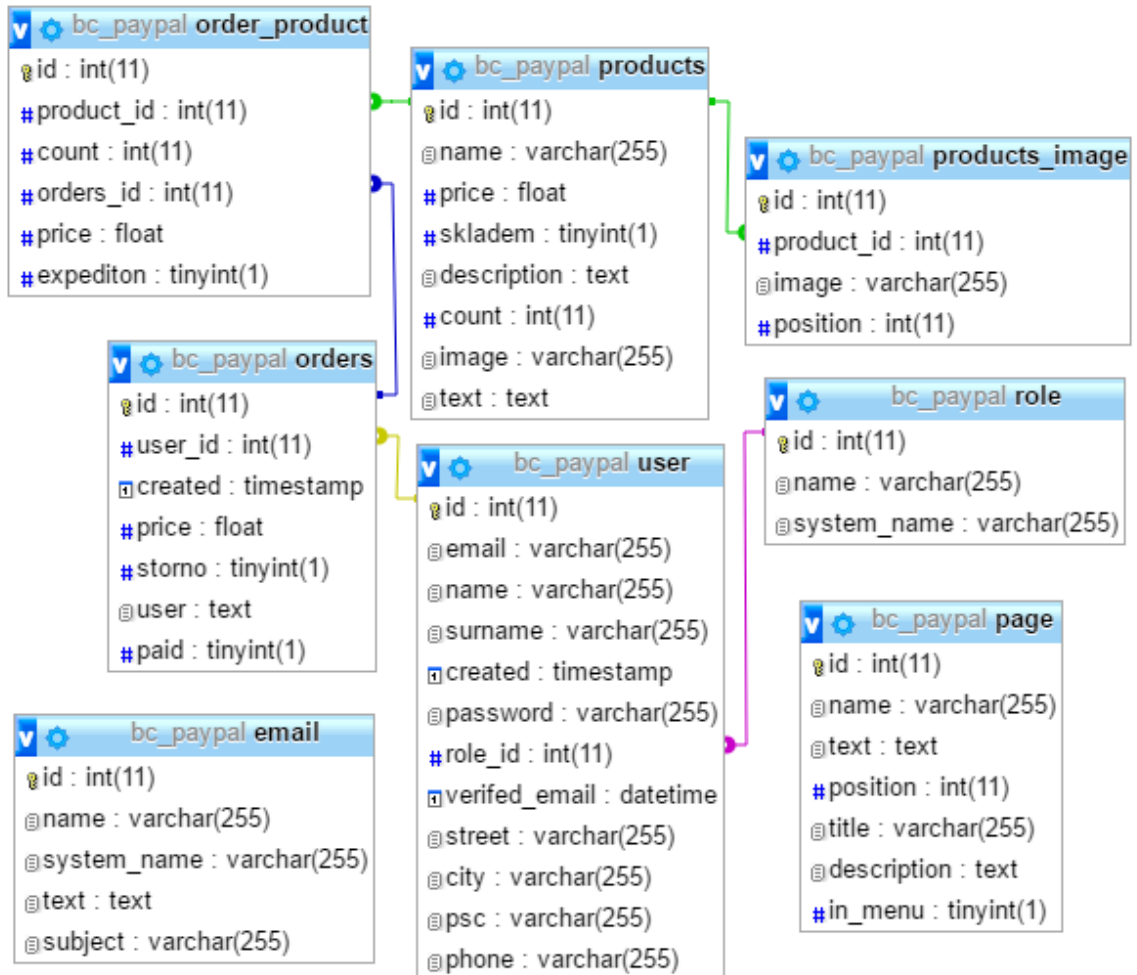 bc_paypal order_product
id : int(11)
product_id : int(11)
count : int(11)
orders_id : int(11)
price : float
expediton : tinyint(1)
bc_paypal products
id : int(11)
name : varchar(255)
price : float
skladem : tinyint(1)
description : text
count : int(11)
image : varchar(255)
text : text
bc_paypal products_image
id : int(11)
product_id : int(11)
image : varchar(255)
position : int(11)
bc_paypal orders
id : int(11)
user_id : int(11)
created : timestamp
price : float
storno : tinyint(1)
user : text
paid : tinyint(1)
bc_paypal user
id : int(11)
email : varchar(255)
name : varchar(255)
surname : varchar(255)
created : timestamp
password : varchar(255)
role_id : int(11)
verifed_email : datetime
street : varchar(255)
city : varchar(255)
psc : varchar(255)
phone : varchar(255)
bc_paypal role
id : int(11)
name : varchar(255)
system_name : varchar(255)
bc_paypal page
id : int(11)
name : varchar(255)
text : text
position : int(11)
title : varchar(255)
description : text
in_menu : tinyint(1)
bc_paypal email
id : int(11)
name : varchar(255)
system_name : varchar(255)
text : text
subject : varchar(255)